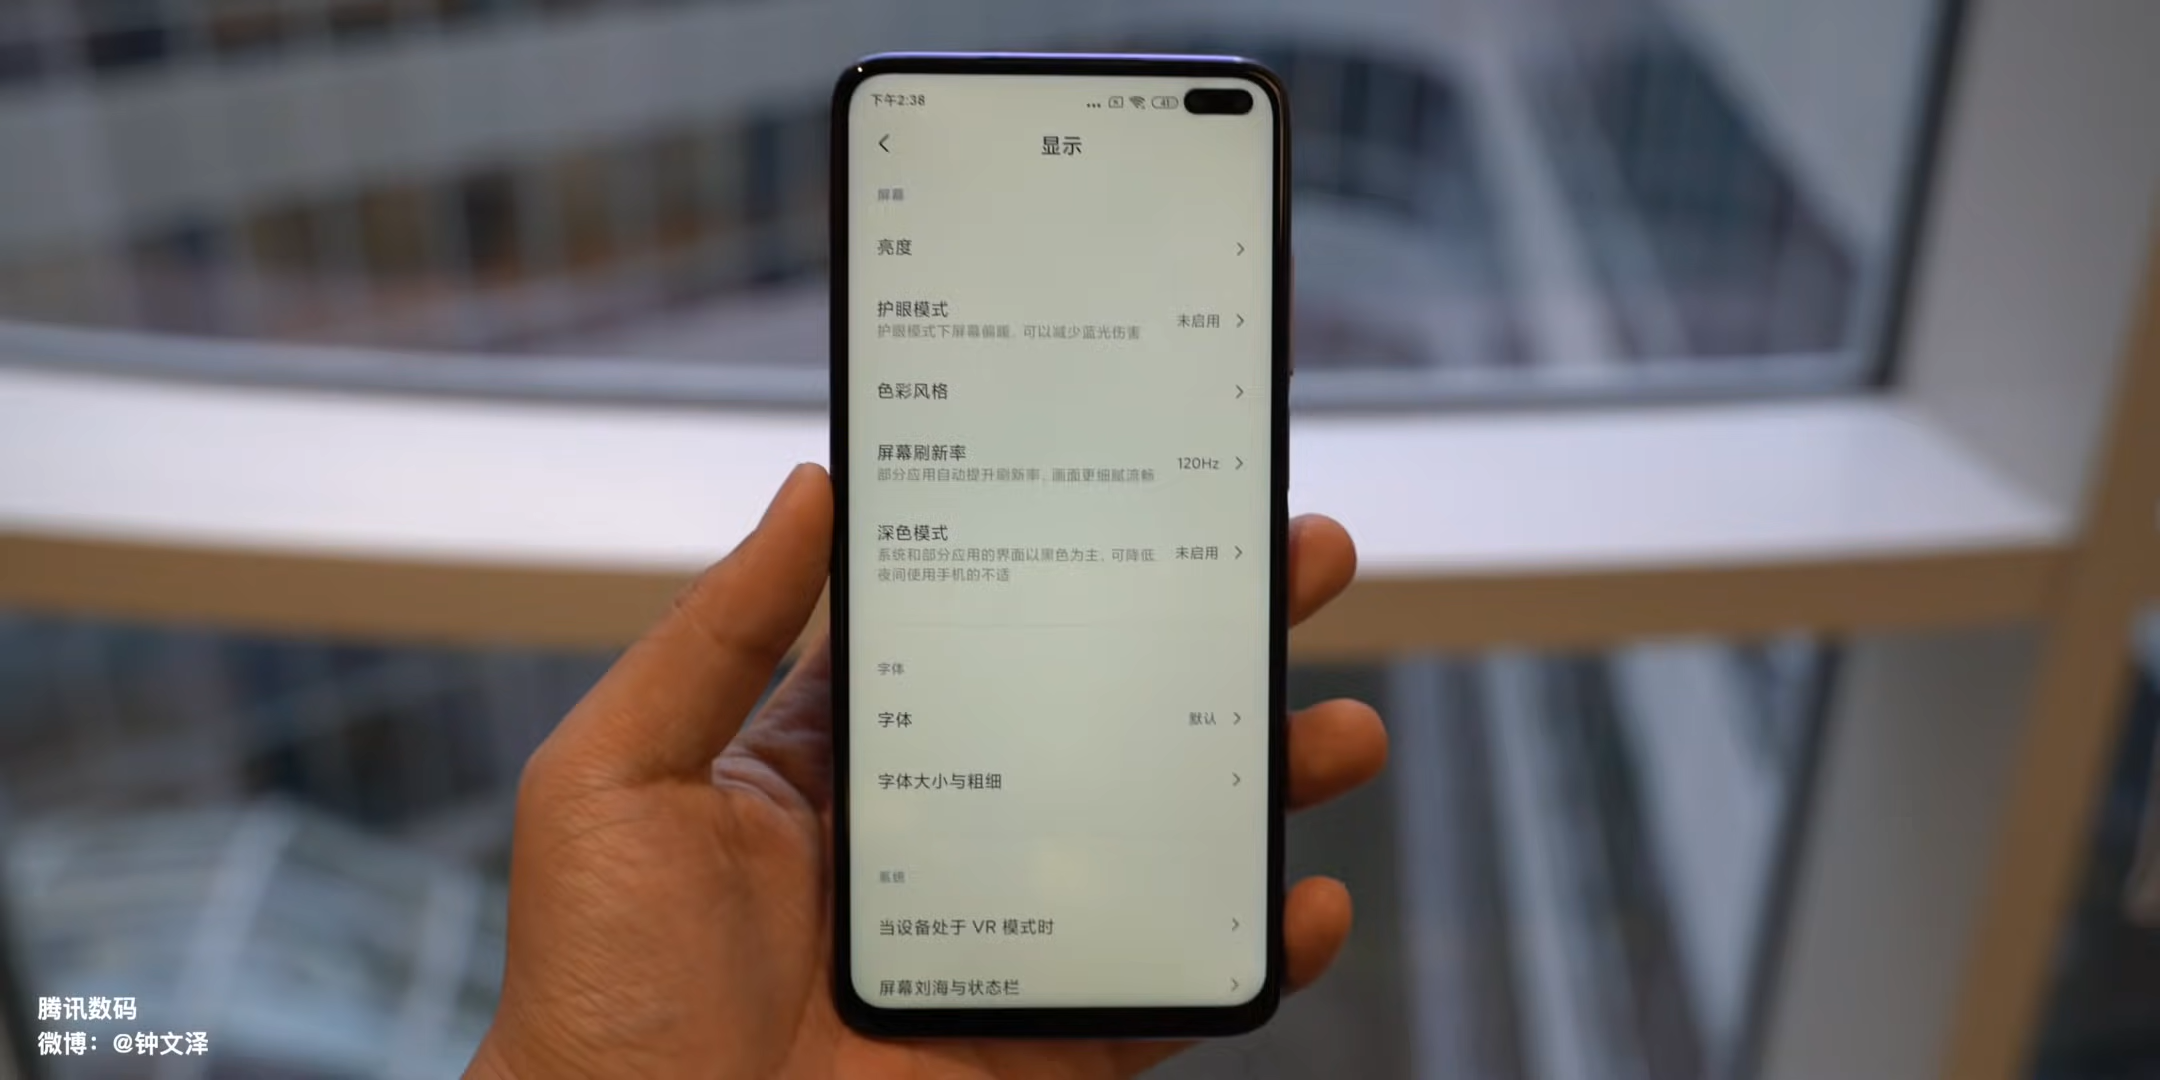 下午2:38
41
显示
屏幕
亮度
护眼模式
护眼模式下屏幕偏暖，可以减少蓝光伤害
未启用
色彩风格
屏幕刷新率
部分应用自动提升刷新率，画面更细腻流畅
120Hz
深色模式
系统和部分应用的界面以黑色为主，可降低
夜间使用手机的不适
未启用
字体
字体
默认
字体大小与粗细
系统
当设备处于 VR 模式时
屏幕刘海与状态栏
腾讯数码
微博：@钟文泽